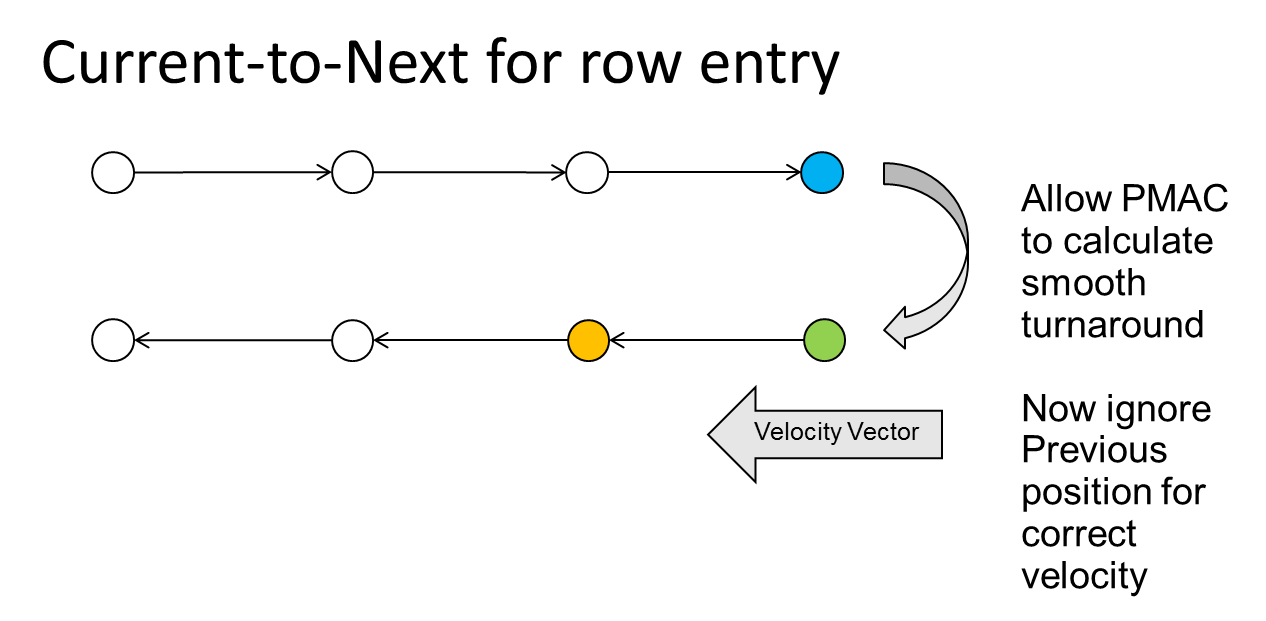 Current-to-Next for row entry
Allow PMAC
to calculate
smooth
turnaround
Velocity Vector
Now ignore
Previous
position for
correct
velocity